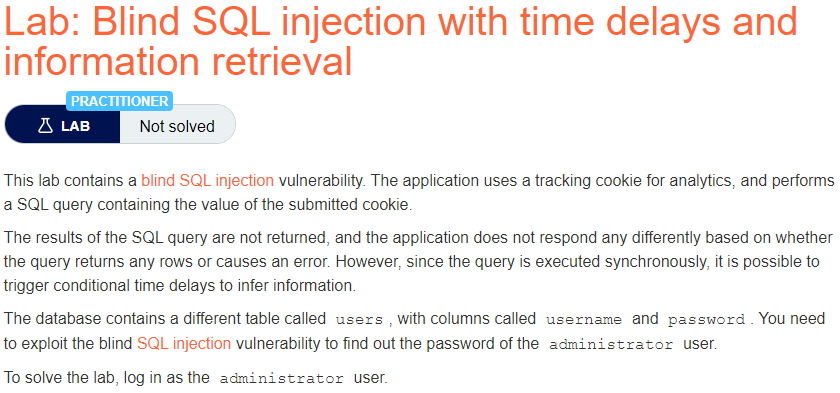 Lab: Blind SQL injection with time delays and
information retrieval
PRACTITIONER
LAB Not solved
This lab contains a blind SQL injection vulnerability. The application uses a tracking cookie for analytics, and performs
a SQL query containing the value of the submitted cookie.
The results of the SQL query are not returned, and the application does not respond any differently based on whether
the query returns any rows or causes an error. However, since the query is executed synchronously, it is possible to
trigger conditional time delays to infer information.
The database contains a different table called users , with columns called username and password . You need
to exploit the blind SQL injection vulnerability to find out the password of the administrator user.
To solve the lab, log in as the administrator user.